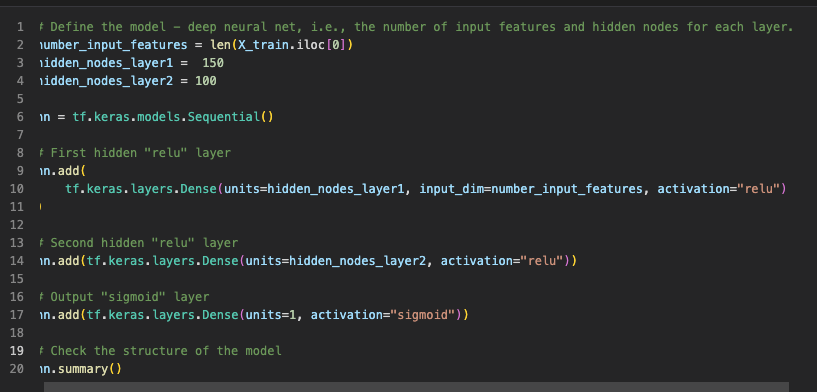 1 # Define the model – deep neural net, i.e., the number of input features and hidden nodes for each layer.
2 number_input_features = len(X_train.iloc[0])
3 hidden_nodes_layer1 =  150
4 hidden_nodes_layer2 = 100
5
6 nn = tf.keras.models.Sequential()
7
8 # First hidden "relu" layer
9 nn.add(
10     tf.keras.layers.Dense(units=hidden_nodes_layer1, input_dim=number_input_features, activation="relu")
11 )
12
13 # Second hidden "relu" layer
14 nn.add(tf.keras.layers.Dense(units=hidden_nodes_layer2, activation="relu"))
15
16 # Output "sigmoid" layer
17 nn.add(tf.keras.layers.Dense(units=1, activation="sigmoid"))
18
19 # Check the structure of the model
20 nn.summary()